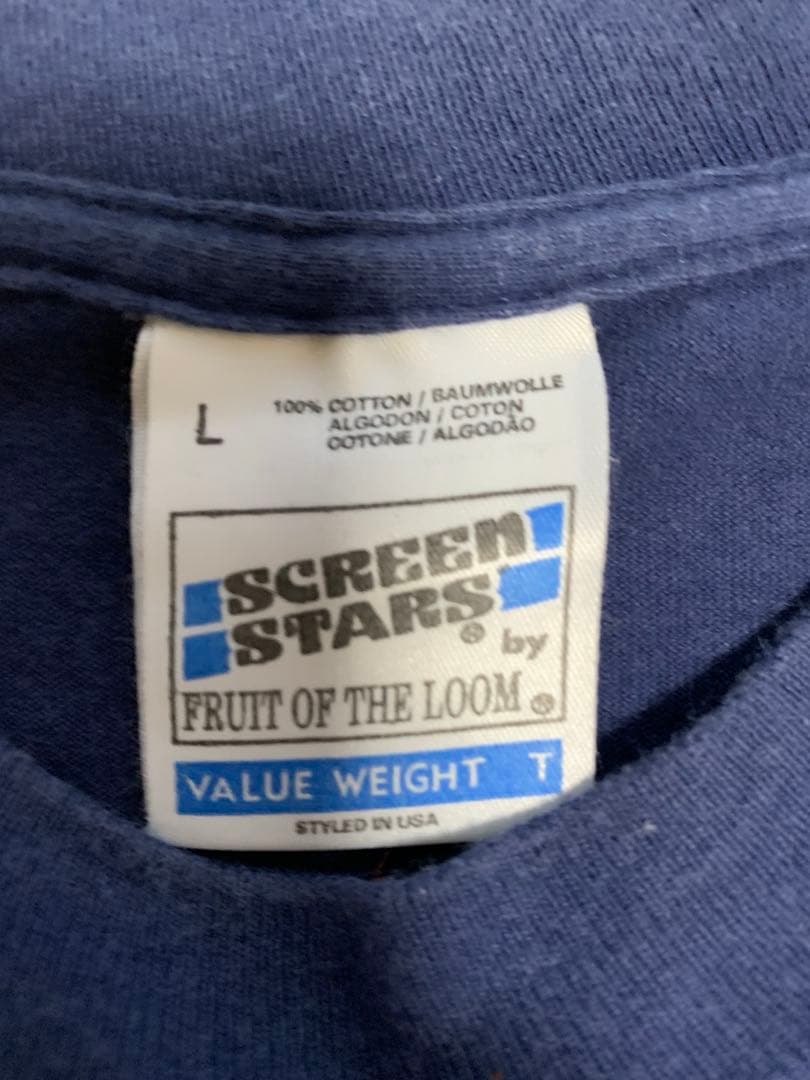 L
100% COTTON / BAUMWOLLE
ALGODON / COTON
COTONE / ALGODÃO
SCREEN
STARS® by
FRUIT OF THE LOOM®
VALUE WEIGHT T
STYLED IN USA